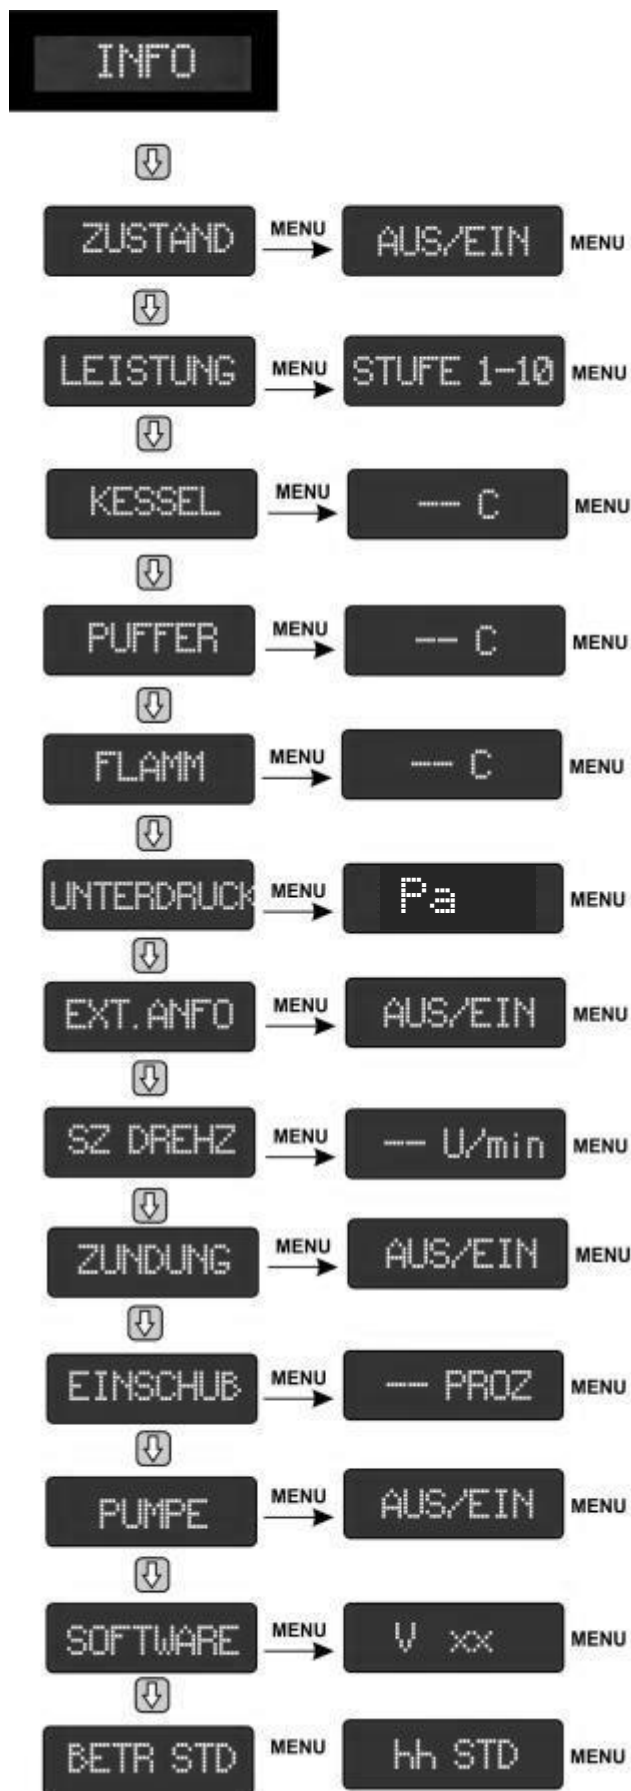 INFO
ZUSTAND MENU AUS/EIN MENU
LEISTUNG MENU STUFE 1-10 MENU
KESSEL MENU -- C MENU
PUFFER MENU -- C MENU
FLAMM MENU -- C MENU
UNTERDRUCK MENU Pa MENU
EXT.ANFO MENU AUS/EIN MENU
SZ DREHZ MENU -- U/min MENU
ZUNDUNG MENU AUS/EIN MENU
EINSCHUB MENU -- PROZ MENU
PUMPE MENU AUS/EIN MENU
SOFTWARE MENU V xx MENU
BETR STD MENU hh STD MENU